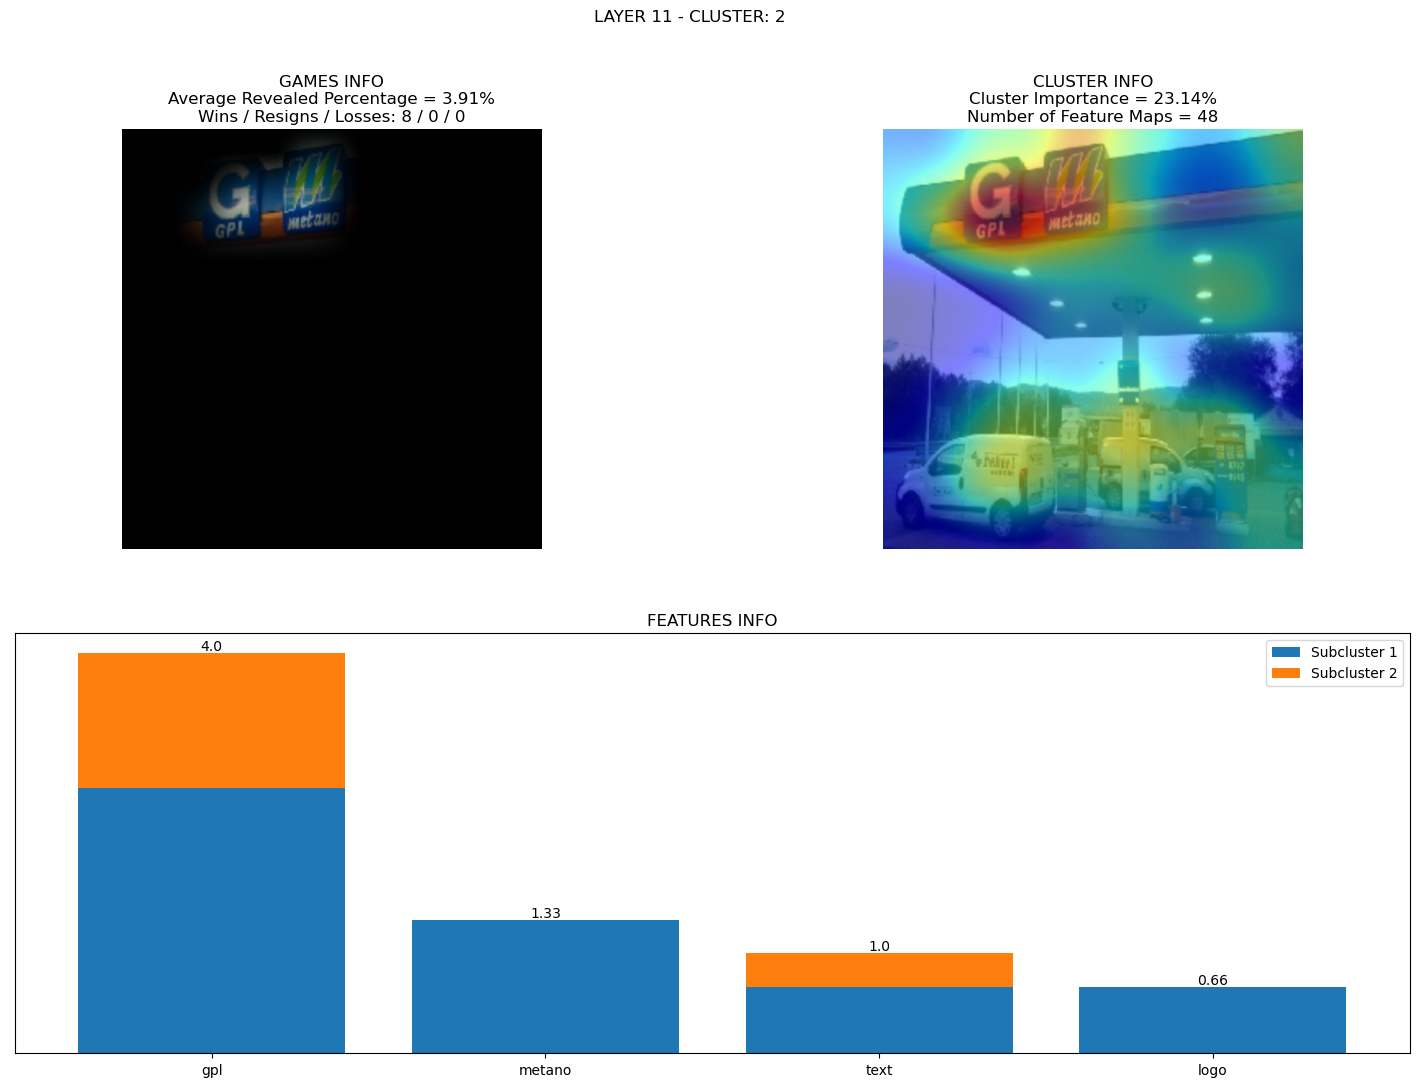 LAYER 11 - CLUSTER: 2
GAMES INFO
Average Revealed Percentage = 3.91%
Wins / Resigns / Losses: 8 / 0 / 0
G
GPL
metano
CLUSTER INFO
Cluster Importance = 23.14%
Number of Feature Maps = 48
G
GPL
metano
FEATURES INFO
Subcluster 1
Subcluster 2
4.0
1.33
1.0
0.66
gpl
metano
text
logo